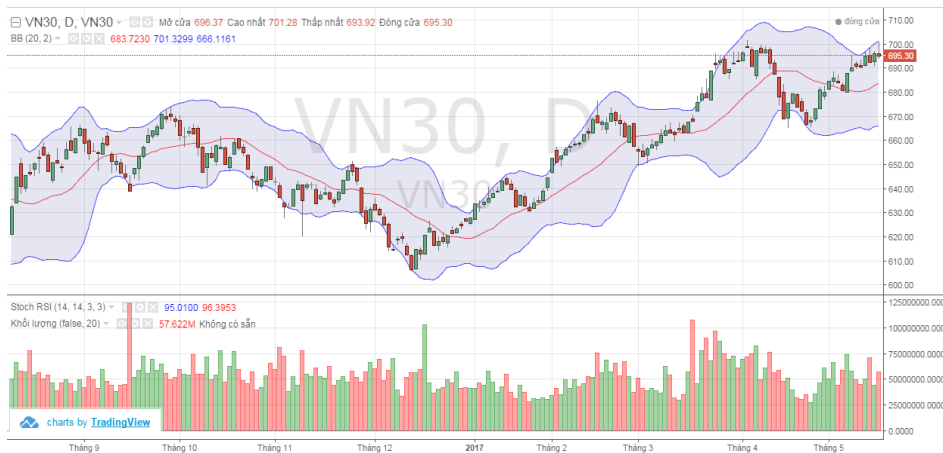 VN30, D, VN30 Mở cửa 696.37 Cao nhất 701.28 Thấp nhất 693.92 Đóng cửa 695.30
BB (20, 2) 683.7230 701.3299 666.1161
đóng cửa
VN30, D
VN30
710.00
700.00
695.30
690.00
680.00
670.00
660.00
650.00
640.00
630.00
620.00
610.00
600.00
Stoch RSI (14, 14, 3, 3) 95.0100 96.3953
Khối lượng (false, 20) 57.622M Không có sẵn
125000000.000
100000000.000
75000000.0000
50000000.0000
25000000.0000
0.0000
charts by TradingView
Tháng 9 Tháng 10 Tháng 11 Tháng 12 2017 Tháng 2 Tháng 3 Tháng 4 Tháng 5